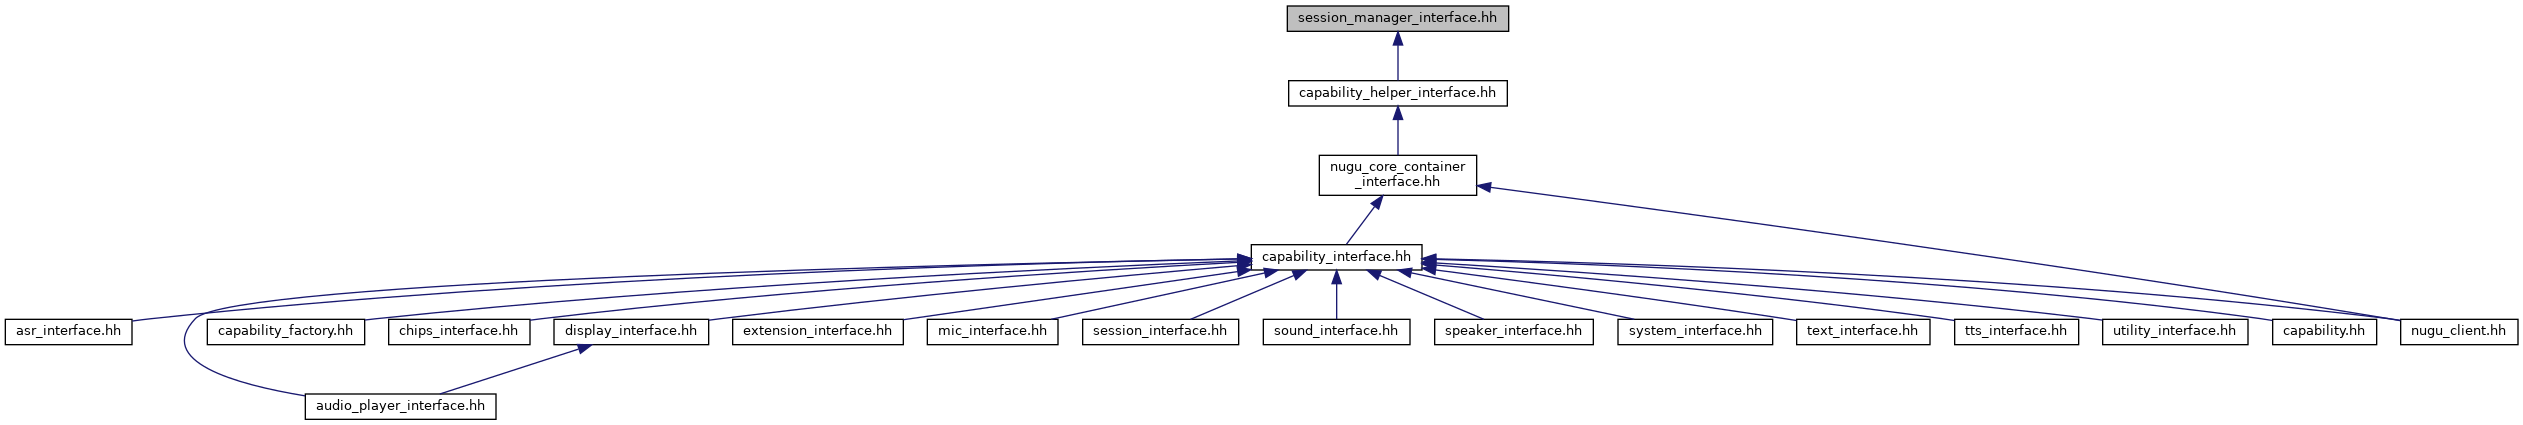 session_manager_interface.hh
capability_helper_interface.hh
nugu_core_container
_interface.hh
capability_interface.hh
asr_interface.hh
capability_factory.hh
chips_interface.hh
display_interface.hh
extension_interface.hh
mic_interface.hh
session_interface.hh
sound_interface.hh
speaker_interface.hh
system_interface.hh
text_interface.hh
tts_interface.hh
utility_interface.hh
capability.hh
nugu_client.hh
audio_player_interface.hh